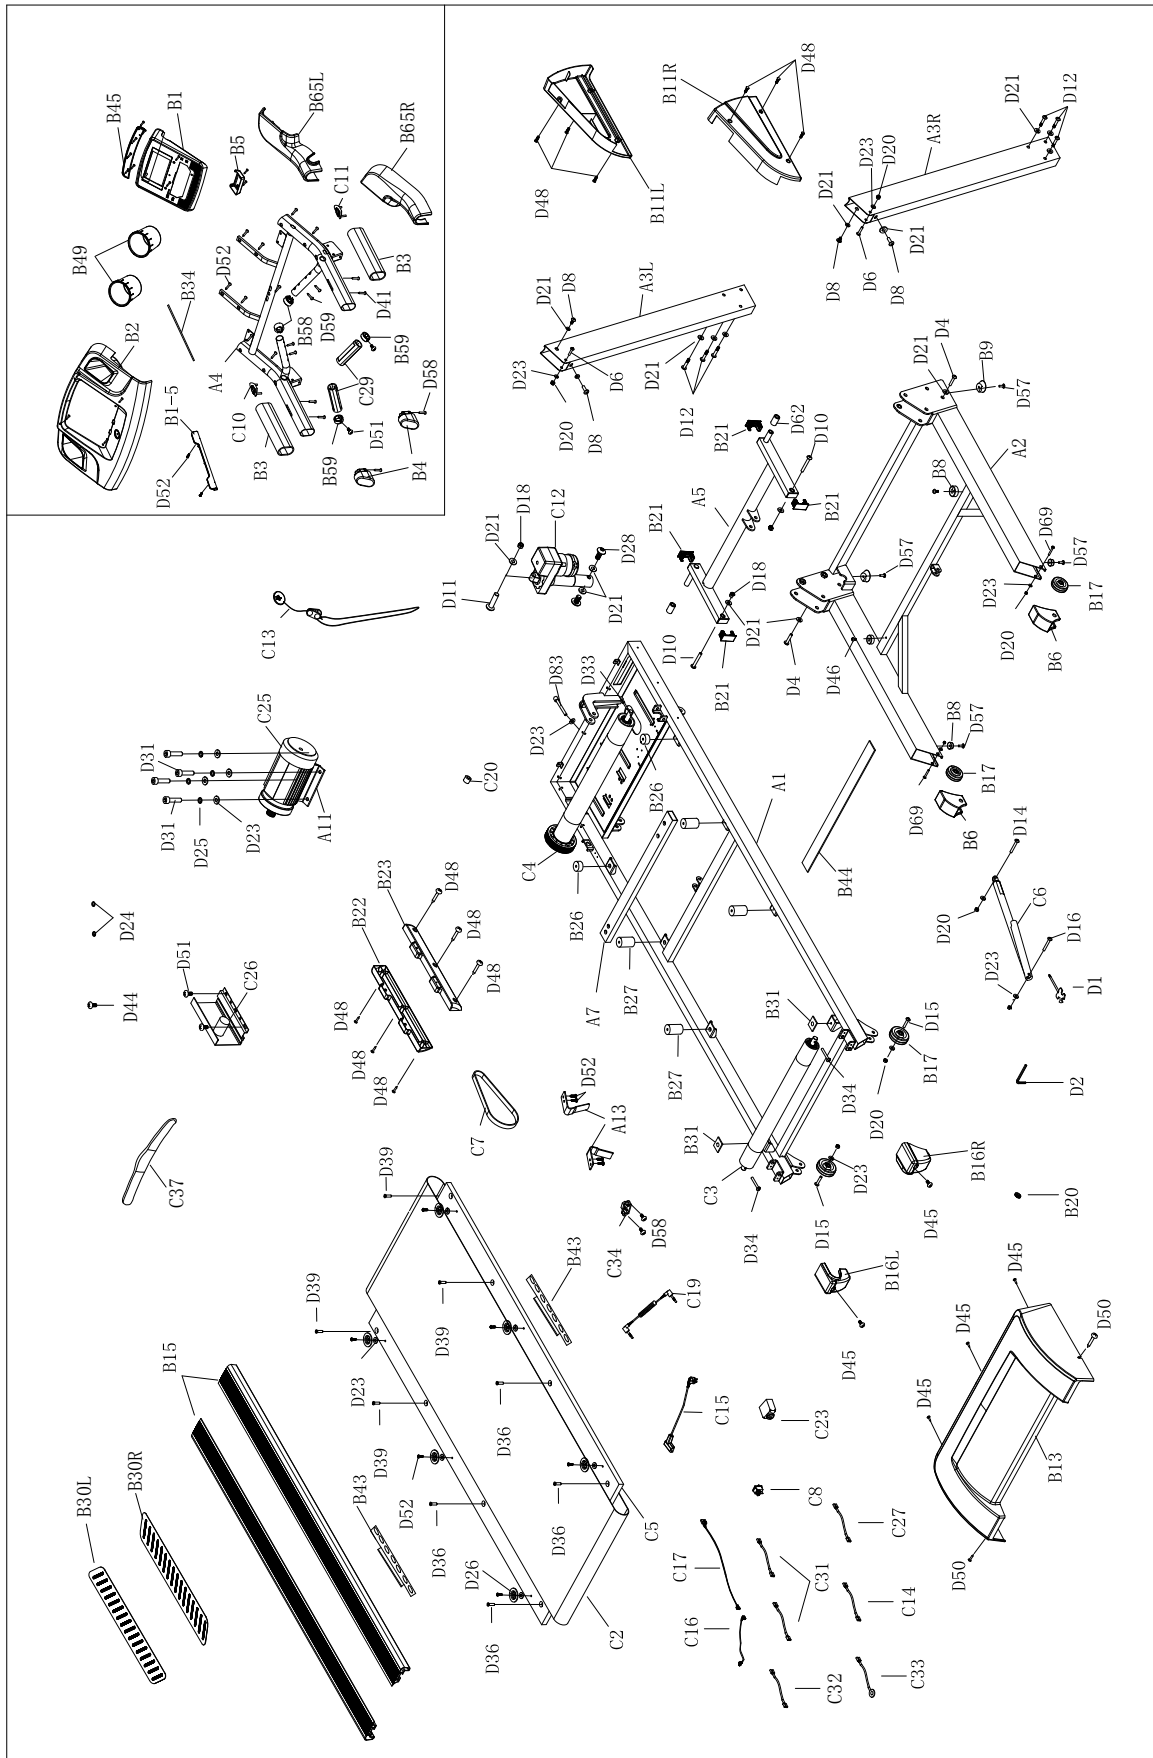 B45
B1
B65L
B5
B65R
C11
B49
D52
B34
B3
D41
B2
B58
D59
B59
A4
C29
D58
B1-5
C10
D51
B3
B59
B4
D52
D48
B11R
B11L
D48
D21
D12
A3R
D20
D23
D21
D21
D8
D6
D8
A3L
D8
D21
D23
D6
D21
D20
D8
D12
D4
D21
B9
D57
A2
B8
D69
D57
D57
D23
B17
D20
B6
D46
D4
B8
D57
B17
D69
B6
D62
D10
B21
B21
A5
B21
D18
D21
D10
B21
D18
C12
D21
D28
D11
D21
C13
D83
D33
D23
C20
C25
D31
A11
D31
D25
D23
C4
B26
B26
A1
B44
D14
C6
D20
D16
D23
D1
A7
B27
B27
B31
D15
B17
D20
D34
D2
B31
C3
D34
D23
D15
B16R
D45
B20
B16L
D45
D24
D51
C26
D44
B23
D48
B22
D48
D48
D48
D48
D48
C7
D52
A13
C37
D39
C34
D58
B43
C19
D39
D39
D23
D36
C15
C23
B15
D39
D52
B43
D36
D36
C5
D26
D36
C2
B30L
B30R
C8
C27
C17
C31
C14
C16
C32
C33
D45
D50
D45
D45
B13
D50